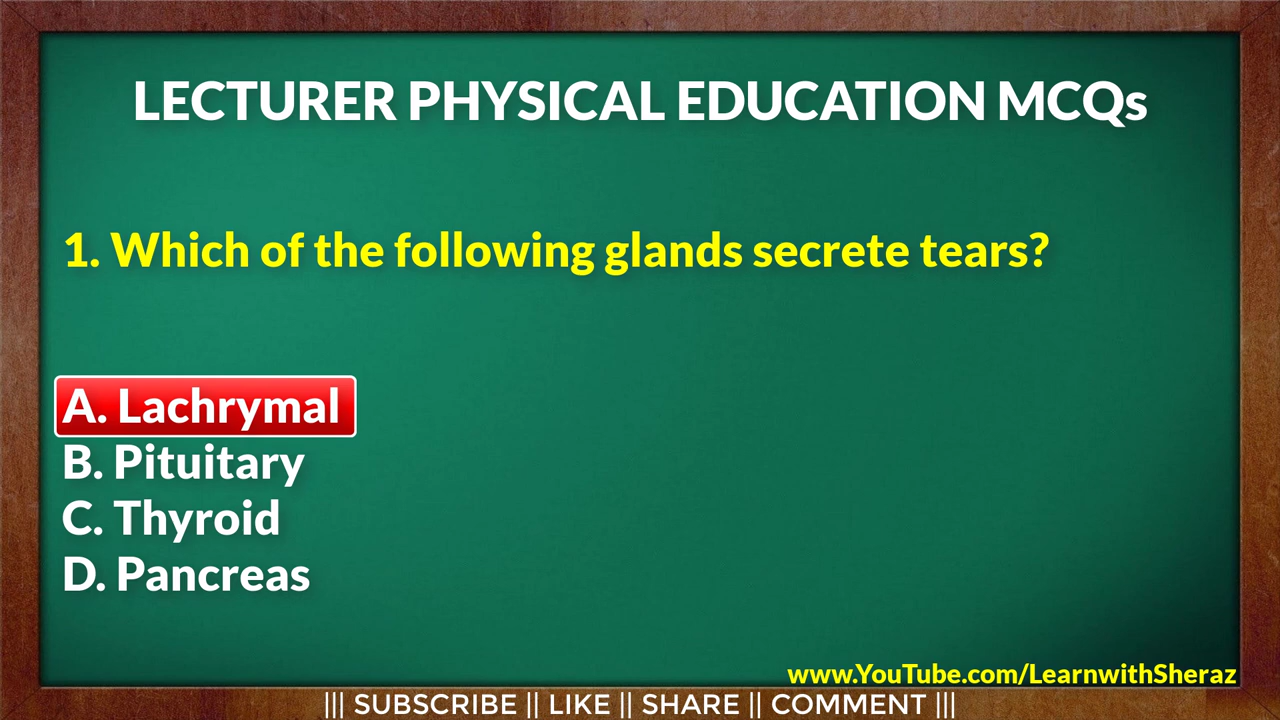 LECTURER PHYSICAL EDUCATION MCQs
1. Which of the following glands secrete tears?
A. Lachrymal
B. Pituitary
C. Thyroid
D. Pancreas
www.YouTube.com/LearnwithSheraz
||| SUBSCRIBE || LIKE || SHARE || COMMENT |||